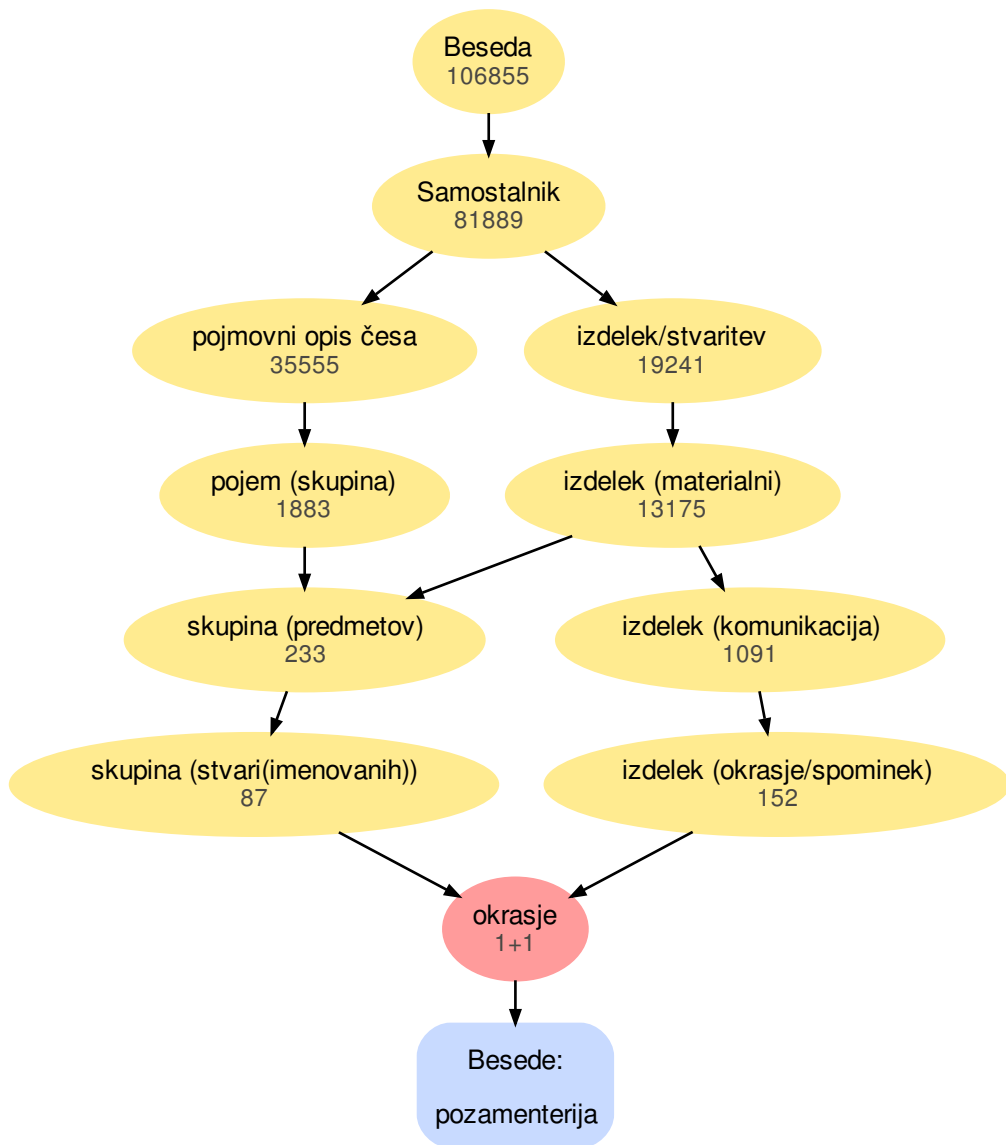 Beseda
106855
Samostalnik
81889
pojmovni opis česa
35555
izdelek/stvaritev
19241
pojem (skupina)
1883
izdelek (materialni)
13175
skupina (predmetov)
233
izdelek (komunikacija)
1091
skupina (stvari(imenovanih))
87
izdelek (okrasje/spominek)
152
okrasje
1+1
Besede:
pozamenterija